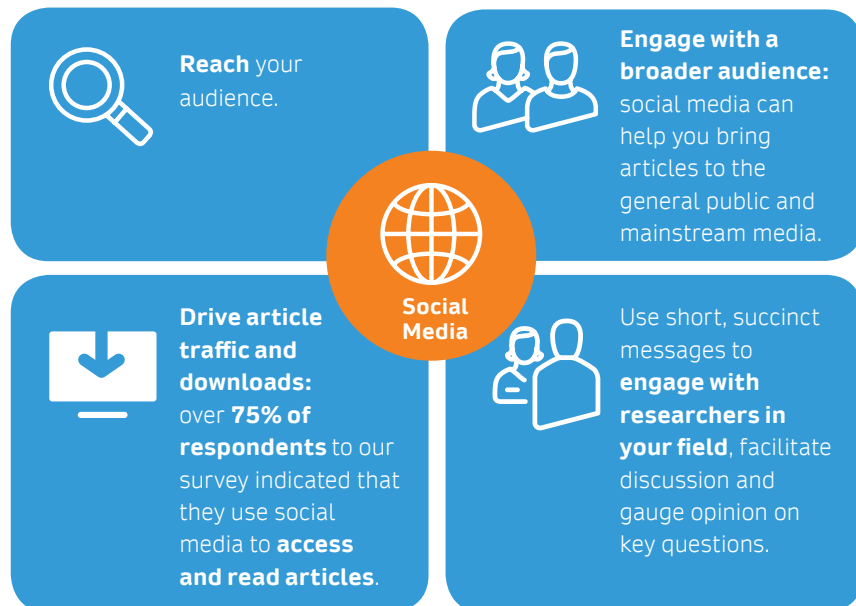 Reach your
audience.
Engage with a
broader audience:
social media can
help you bring
articles to the
general public and
mainstream media.
Social
Media
Drive article
traffic and
downloads:
over 75% of
respondents to our
survey indicated that
they use social
media to access
and read articles.
Use short, succinct
messages to
engage with
researchers in
your field, facilitate
discussion and
gauge opinion on
key questions.